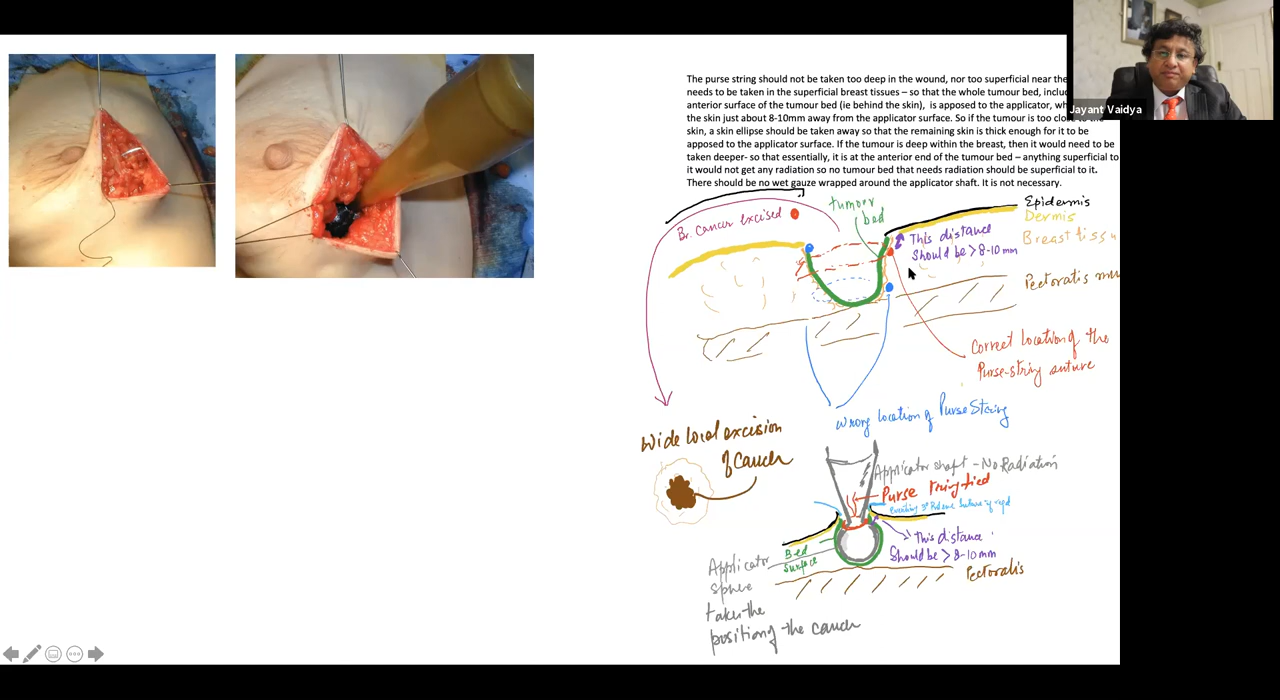 The purse string should not be taken too deep in the wound, nor too superficial near the
needs to be taken in the superficial breast tissues – so that the whole tumour bed, inclu
anterior surface of the tumour bed (ie behind the skin), is apposed to the applicator, wh
the skin just about 8-10mm away from the applicator surface. So if the tumour is too clos
skin, a skin ellipse should be taken away so that the remaining skin is thick enough for it to be
apposed to the applicator surface. If the tumour is deep within the breast, then it would need to be
taken deeper- so that essentially, it is at the anterior end of the tumour bed – anything superficial to
it would not get any radiation so no tumour bed that needs radiation should be superficial to it.
There should be no wet gauze wrapped around the applicator shaft. It is not necessary.
Jayant Vaidya
Br. Cancer excised
tumour
bed
Epidermis
Dermis
Breast tissu
This distance
Should be >8-10mm
Pectoralis mu
Correct location of the
Purse-string suture
Wrong location of Purse String
Wide local excision
of Cancer
Applicator shaft - No Radiation
Purse string tied
This distance
Should be >8-10mm
Bed
Surface
Pectoralis
Applicator
sphere
takes the
position of the cancer